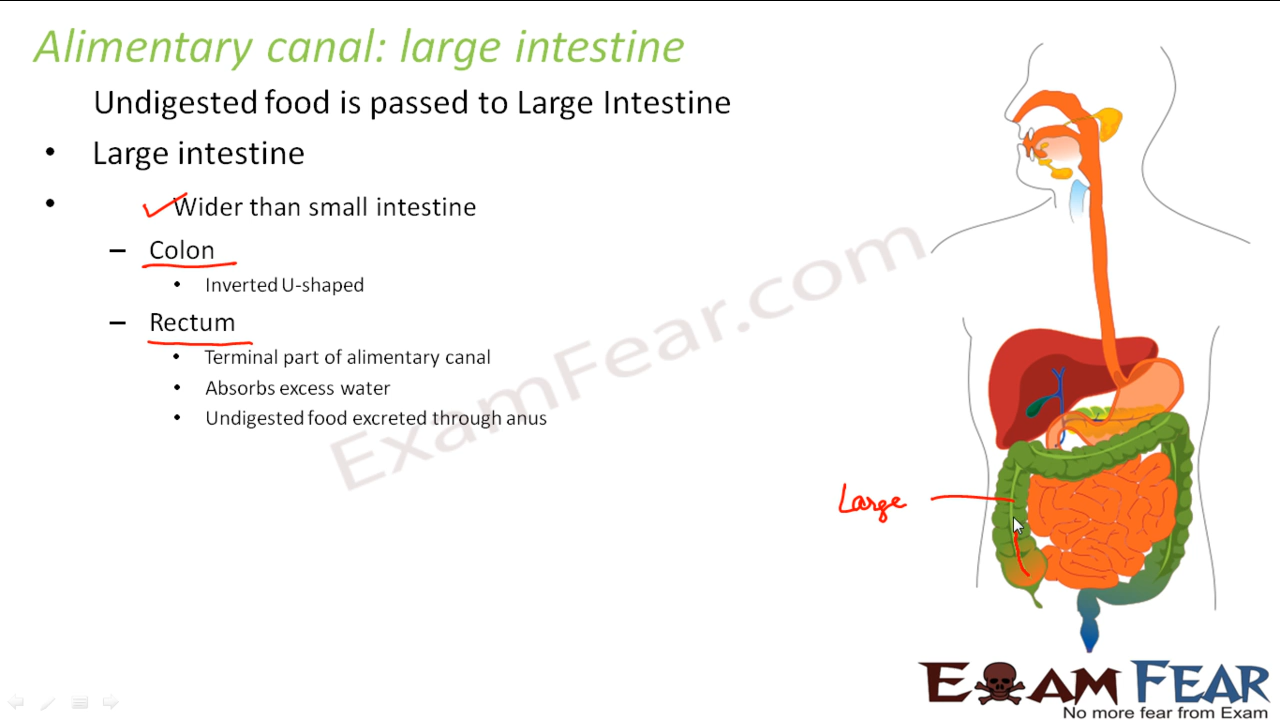 Alimentary canal: large intestine
Undigested food is passed to Large Intestine
• Large intestine
• Wider than small intestine
– Colon
• Inverted U-shaped
– Rectum
• Terminal part of alimentary canal
• Absorbs excess water
• Undigested food excreted through anus
ExamFear.com
Large
EXAM FEAR
No more fear from Exam